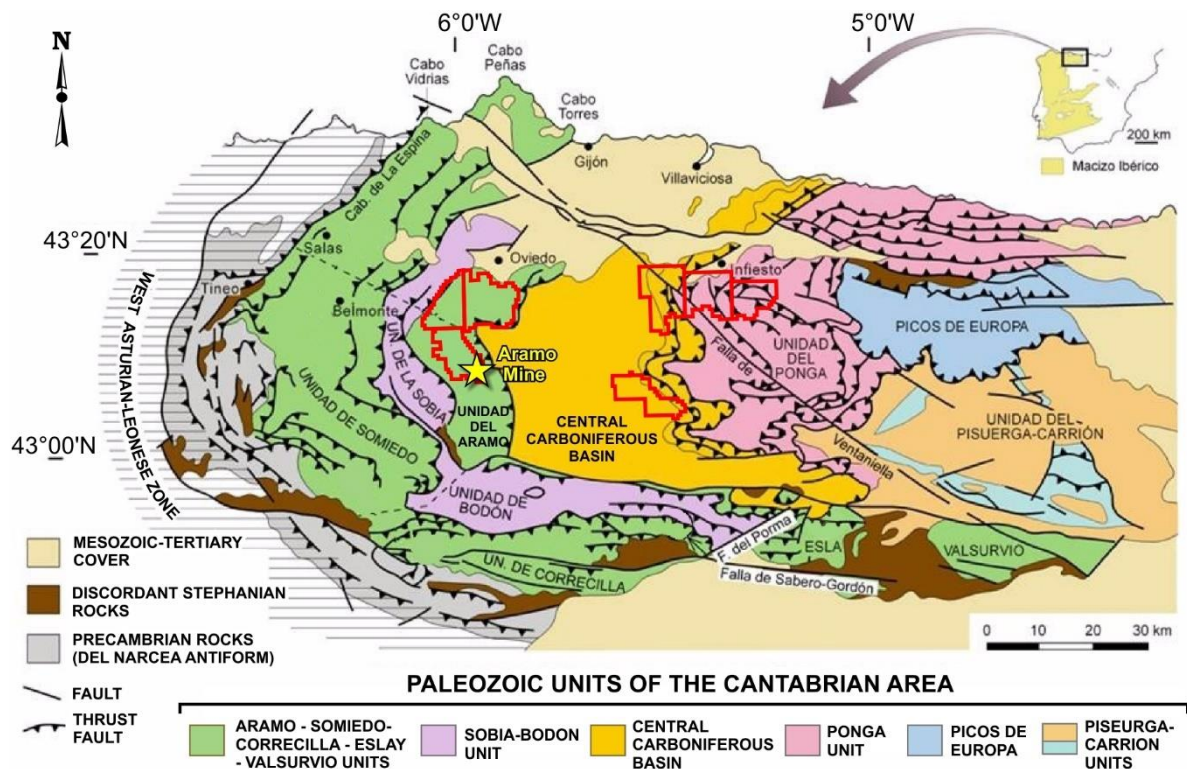 6°0'W
5°0'W
N
Cabo
Vidrias
Cabo
Peñas
Cabo
Torres
Gijón
Villaviciosa
200 km
Macizo Ibérico
Cab. de La Espina
43°20'N
Salas
Oviedo
Infiesto
Tineo
Belmonte
PICOS DE EUROPA
WEST ASTURIAN-LEONESE ZONE
UN. DE LA SOBIA
Aramo
Mine
Falla de
UNIDAD
DEL
PONGA
UNIDAD DE SOMIEDO
UNIDAD
DEL
ARAMO
CENTRAL
CARBONIFEROUS
BASIN
UNIDAD DEL
PISUERGA-CARRIÓN
43°00'N
Ventaniella
UNIDAD DE
BODÓN
F. del Porma
ESLA
VALSURVIO
UN. DE CORRECILLA
Falla de Sabero-Gordón
MESOZOIC-TERTIARY
COVER
DISCORDANT STEPHANIAN
ROCKS
PRECAMBRIAN ROCKS
(DEL NARCEA ANTIFORM)
0 10 20 30 km
FAULT
THRUST
FAULT
PALEOZOIC UNITS OF THE CANTABRIAN AREA
ARAMO - SOMIEDO-
CORRECILLA - ESLAY
- VALSURVIO UNITS
SOBIA-BODON
UNIT
CENTRAL
CARBONIFEROUS
BASIN
PONGA
UNIT
PICOS DE
EUROPA
PISEURGA-
CARRION
UNITS